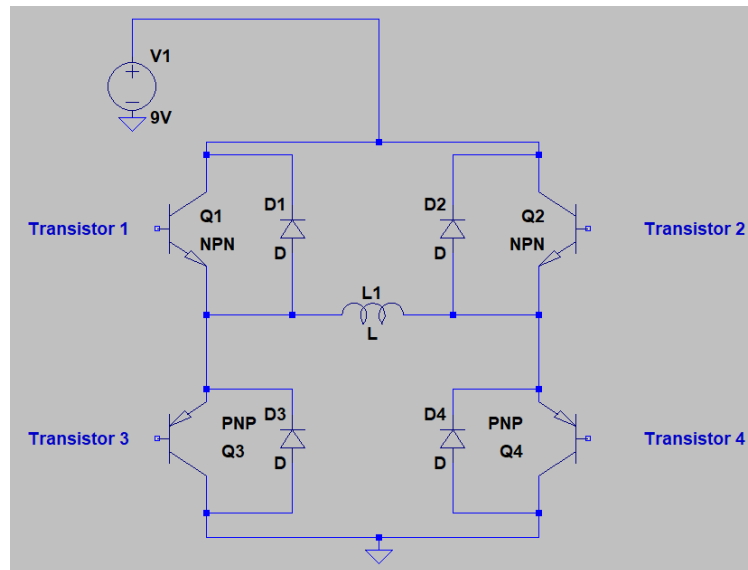 V1
9V
Transistor 1
Q1
NPN
D1
D
D2
D
Q2
NPN
Transistor 2
L1
L
Transistor 3
PNP
Q3
D3
D
D4
D
PNP
Q4
Transistor 4